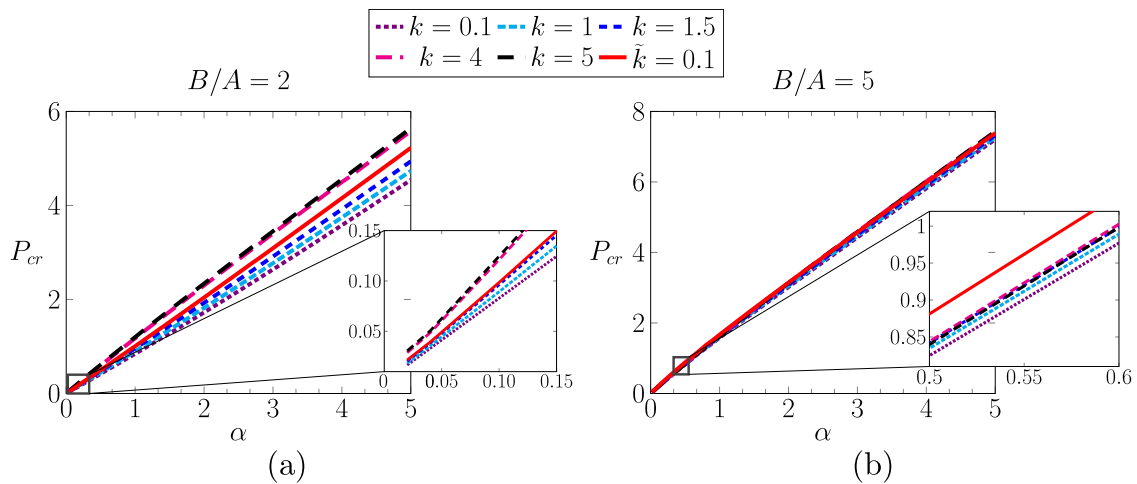 k = 0.1 k = 1 k = 1.5
k = 4 k = 5 k̃ = 0.1
B/A = 2
6
4
2
0
P_cr
0 1 2 3 4 5
α
0.15
0.10
0.05
0 0.05 0.10 0.15
(a)
B/A = 5
8
6
4
2
0
P_cr
0 1 2 3 4 5
α
1
0.95
0.9
0.85
0.5 0.55 0.6
(b)